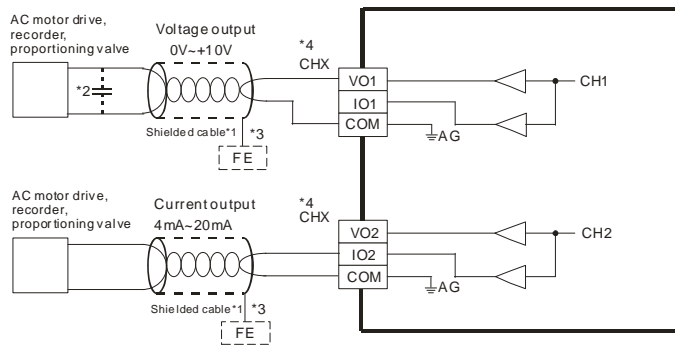 AC motor drive,
recorder,
proportioning valve
Voltage output
0V~+10V
*4
CHX
*2
VO1
IO1
COM
CH1
AG
Shielded cable*1
*3
FE
AC motor drive,
recorder,
proportioning valve
Current output
4mA~20mA
*4
CHX
VO2
IO2
COM
CH2
AG
Shielded cable*1
*3
FE